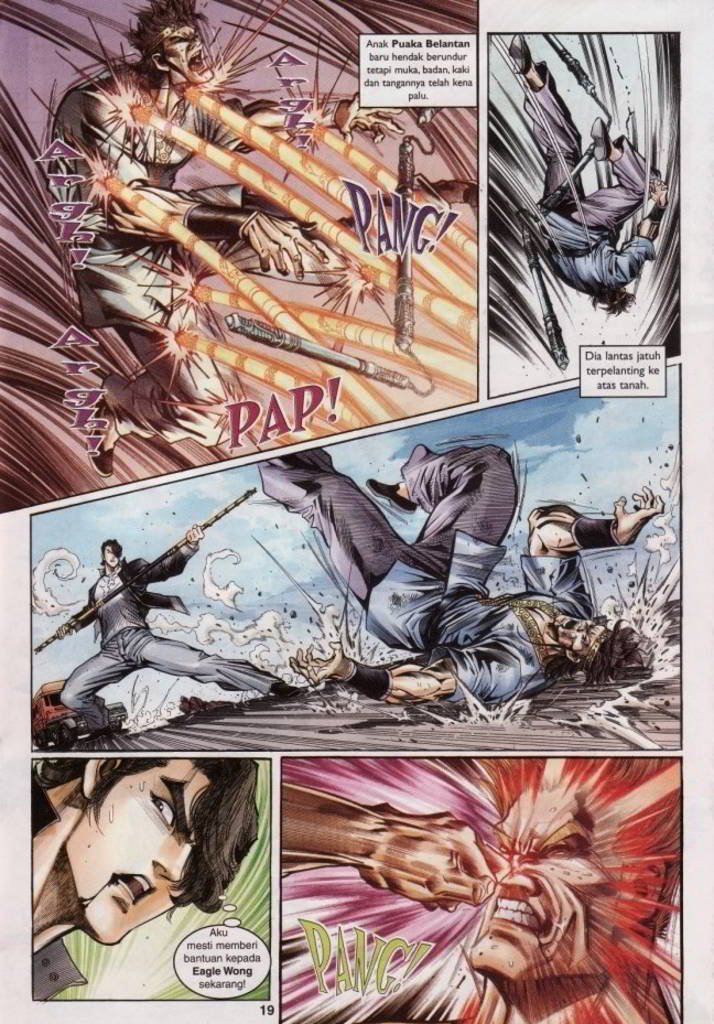 Anak Puaka Belantan
baru hendak berundur
tetapi muka, badan, kaki
dan tangannya telah kena
palu.
Argh!
Argh!
Argh!
PANG!
PAP!
Dia lantas jatuh
terpelanting ke
atas tanah.
Aku
mesti memberi
bantuan kepada
Eagle Wong
sekarang!
PANG!
19